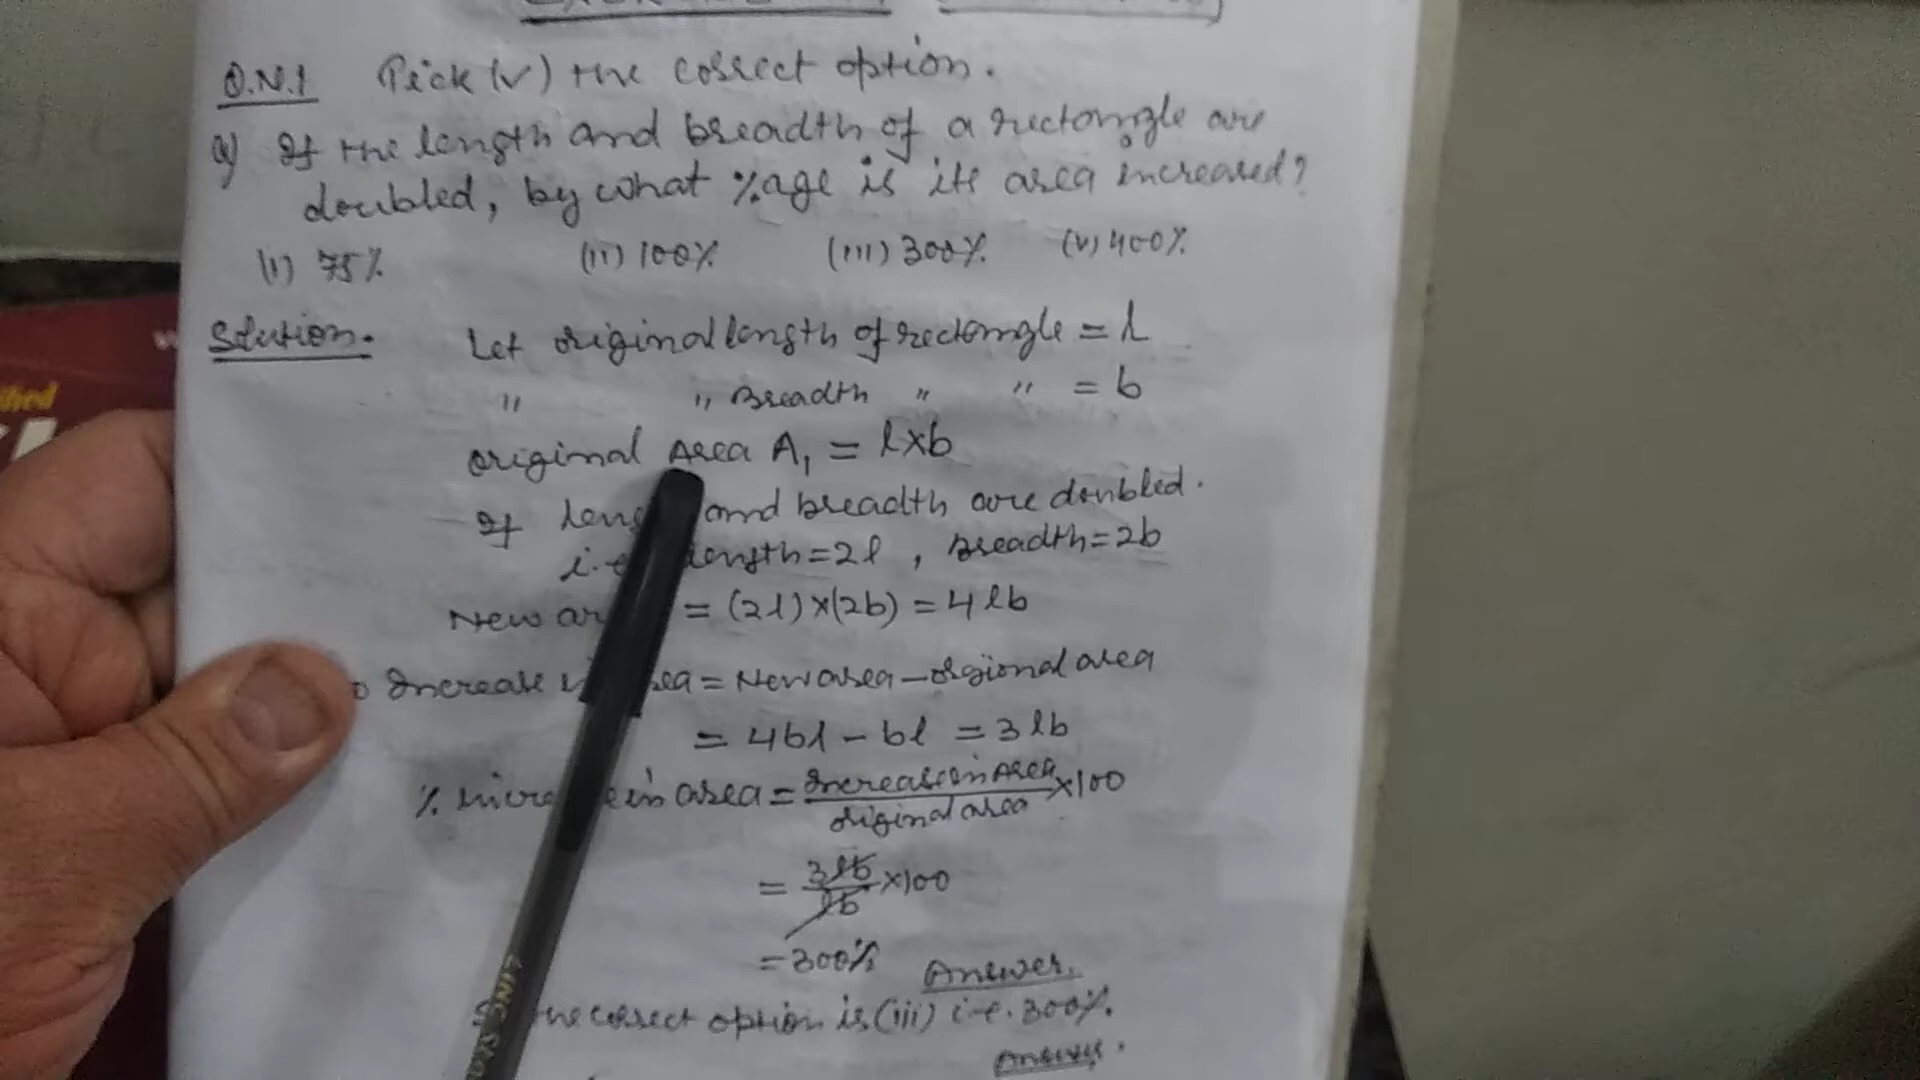 Q.N.1 Pick (✓) the correct option.
a) If the length and breadth of a rectangle are
doubled, by what %age is its area increased?
(i) 75% (ii) 100% (iii) 300% (v) 400%
Solution. Let original length of rectangle = l
" " Breadth " " = b
original Area A₁ = l×b
If and breadth are doubled.
length = 2l , Breadth = 2b
New = (2l)×(2b) = 4lb
Increase = New area – orgional area
= 4bl – bl = 3lb
% in area = Increase in Area / original area ×100
= 3lb / lb ×100
= 300% Answer.
the correct option is (iii) i.e. 300%.
Answer.